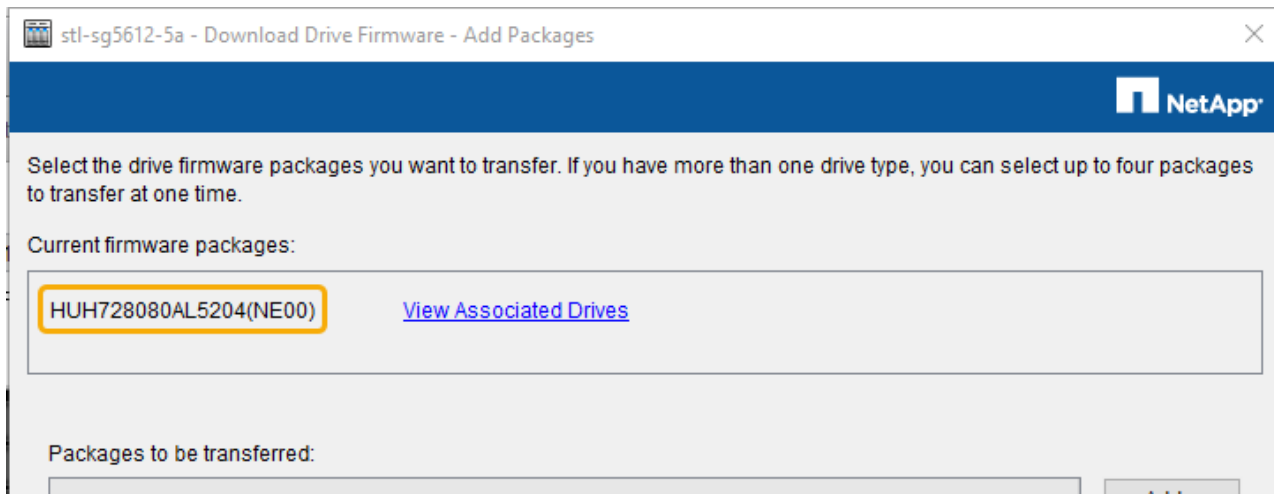 stl-sg5612-5a - Download Drive Firmware - Add Packages
NetApp
Select the drive firmware packages you want to transfer. If you have more than one drive type, you can select up to four packages
to transfer at one time.
Current firmware packages:
HUH728080AL5204(NE00) View Associated Drives
Packages to be transferred: